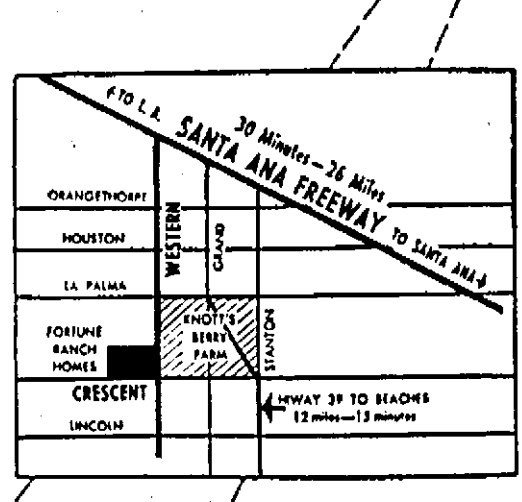 ← TO L.A.
30 Minutes — 26 Miles
SANTA ANA FREEWAY
TO SANTA ANA →
ORANGETHORPE
HOUSTON
WESTERN
GRAND
LA PALMA
KNOTT'S
BERRY
FARM
STANTON
FORTUNE
RANCH
HOMES
CRESCENT
HIWAY 39 TO BEACHES
12 miles—15 minutes
LINCOLN